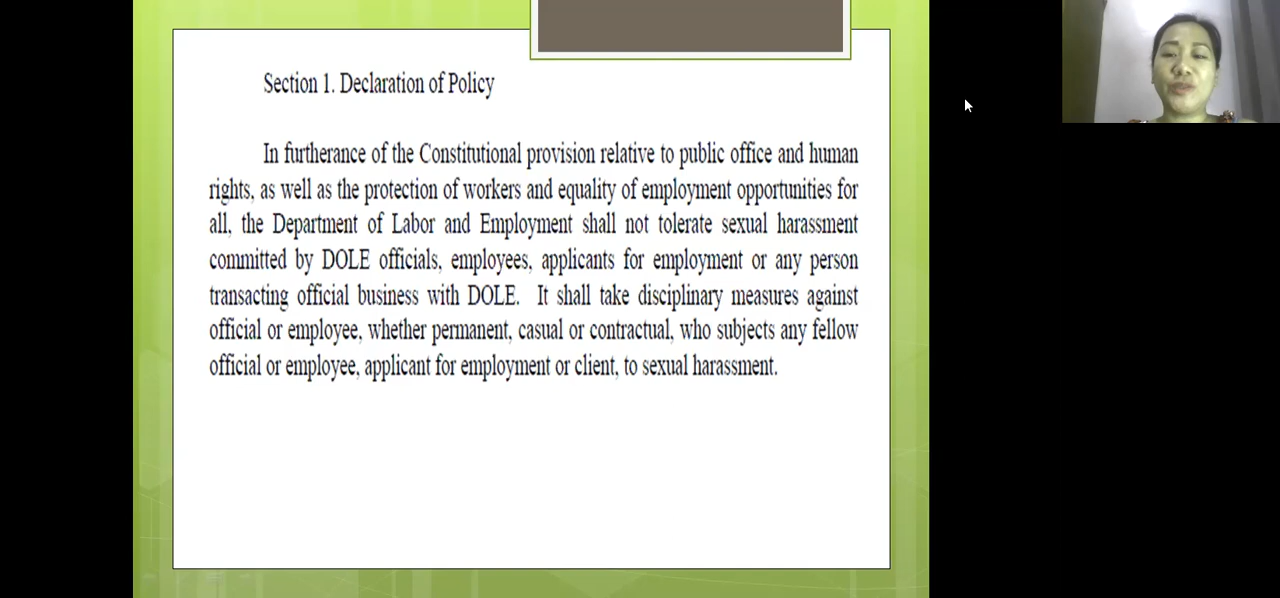 Section 1. Declaration of Policy
In furtherance of the Constitutional provision relative to public office and human
rights, as well as the protection of workers and equality of employment opportunities for
all, the Department of Labor and Employment shall not tolerate sexual harassment
committed by DOLE officials, employees, applicants for employment or any person
transacting official business with DOLE. It shall take disciplinary measures against
official or employee, whether permanent, casual or contractual, who subjects any fellow
official or employee, applicant for employment or client, to sexual harassment.